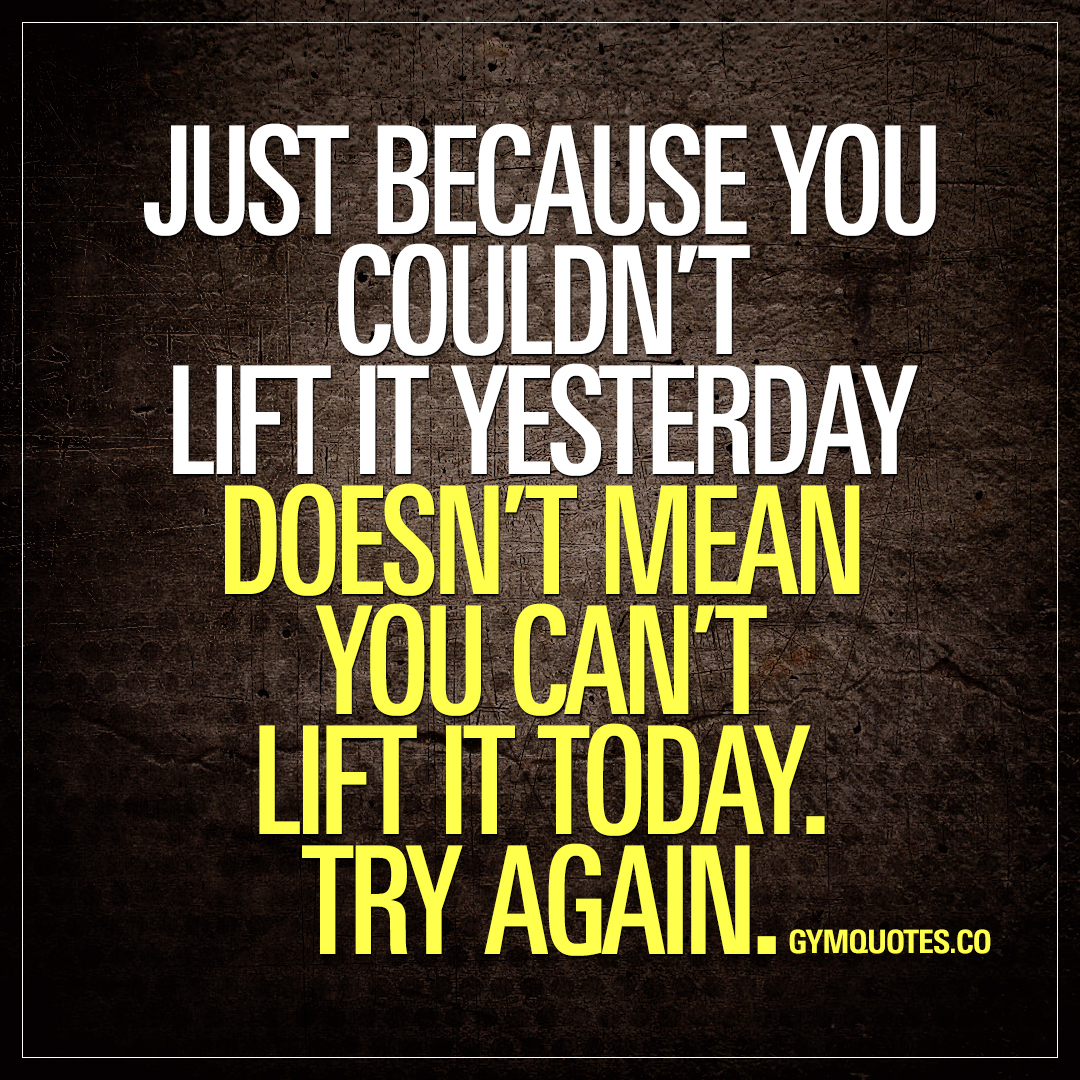 JUST BECAUSE YOU
COULDN'T
LIFT IT YESTERDAY
DOESN'T MEAN
YOU CAN'T
LIFT IT TODAY.
TRY AGAIN.
GYMQUOTES.CO